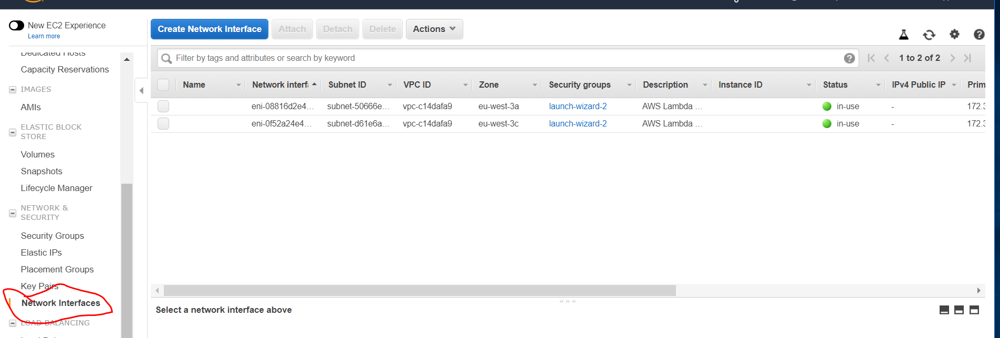 New EC2 Experience
Learn more
Dedicated Hosts
Capacity Reservations
IMAGES
AMIs
ELASTIC BLOCK
STORE
Volumes
Snapshots
Lifecycle Manager
NETWORK &
SECURITY
Security Groups
Elastic IPs
Placement Groups
Key Pairs
Network Interfaces
LOAD BALANCING
Create Network Interface Attach Detach Delete Actions
Filter by tags and attributes or search by keyword 1 to 2 of 2
Name Network interf Subnet ID VPC ID Zone Security groups Description Instance ID Status IPv4 Public IP Prim
eni-08816d2e4... subnet-50666e... vpc-c14dafa9 eu-west-3a launch-wizard-2 AWS Lambda ... in-use - 172.3
eni-0f52a24e4... subnet-d61e6a... vpc-c14dafa9 eu-west-3c launch-wizard-2 AWS Lambda ... in-use - 172.3
Select a network interface above